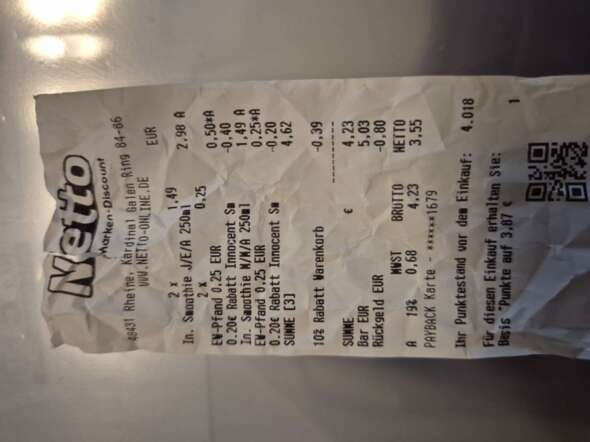 Netto
Marken-Discount
48431 Rheine, Kardinal Galen Ring 84-86
WWW.NETTO-ONLINE.DE
EUR
2 x 1,49
In. Smoothie J/E/A 250ml 2,98 A
2 x 0,25
EW-Pfand 0,25 EUR 0,50*A
0.20€ Rabatt Innocent Sm -0,40
In. Smoothie M/M/A 250ml 1,49 A
EW-Pfand 0,25 EUR 0,25*A
0.20€ Rabatt Innocent Sm -0,20
SUMME [3] 4,62
10% Rabatt Warenkorb -0,39
SUMME € 4,23
Bar EUR 5,03
Rückgeld EUR -0,80
MWST BRUTTO NETTO
A 19% 0,68 4,23 3,55
PAYBACK Karte - ******1679
Ihr Punktestand vor dem Einkauf: 4.018
Für diesen Einkauf erhalten Sie:
Basis °Punkte auf 3,87 € 1